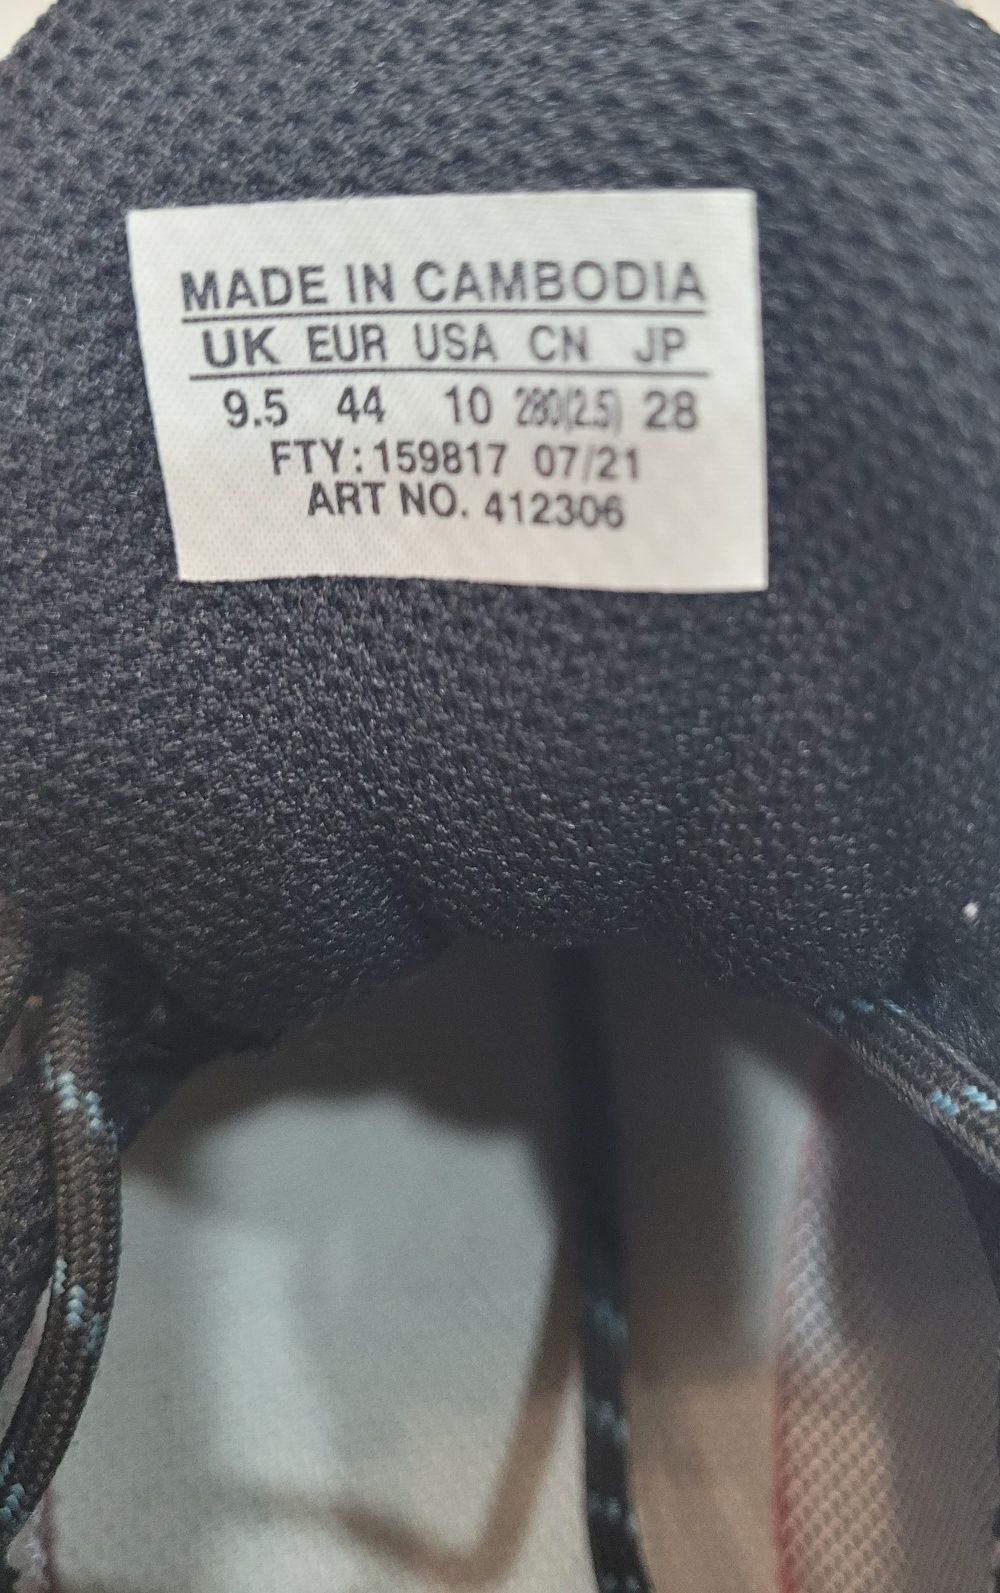 MADE IN CAMBODIA
UK EUR USA CN JP
9.5 44 10 280(2.5) 28
FTY: 159817 07/21
ART NO. 412306